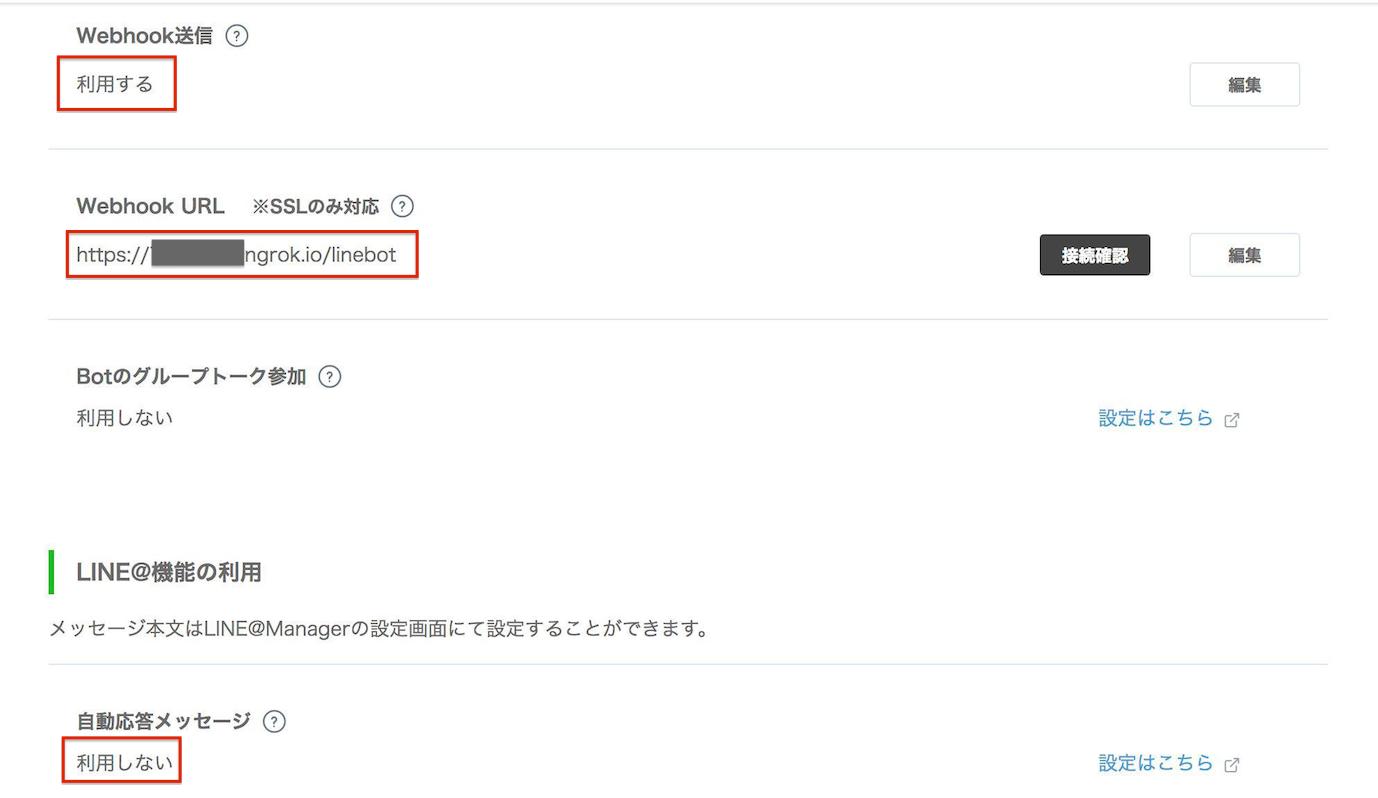 Webhook送信 ?
利用する
編集
Webhook URL ※SSLのみ対応 ?
https:// ngrok.io/linebot
接続確認
編集
Botのグループトーク参加 ?
利用しない
設定はこちら
LINE@機能の利用
メッセージ本文はLINE@Managerの設定画面にて設定することができます。
自動応答メッセージ ?
利用しない
設定はこちら